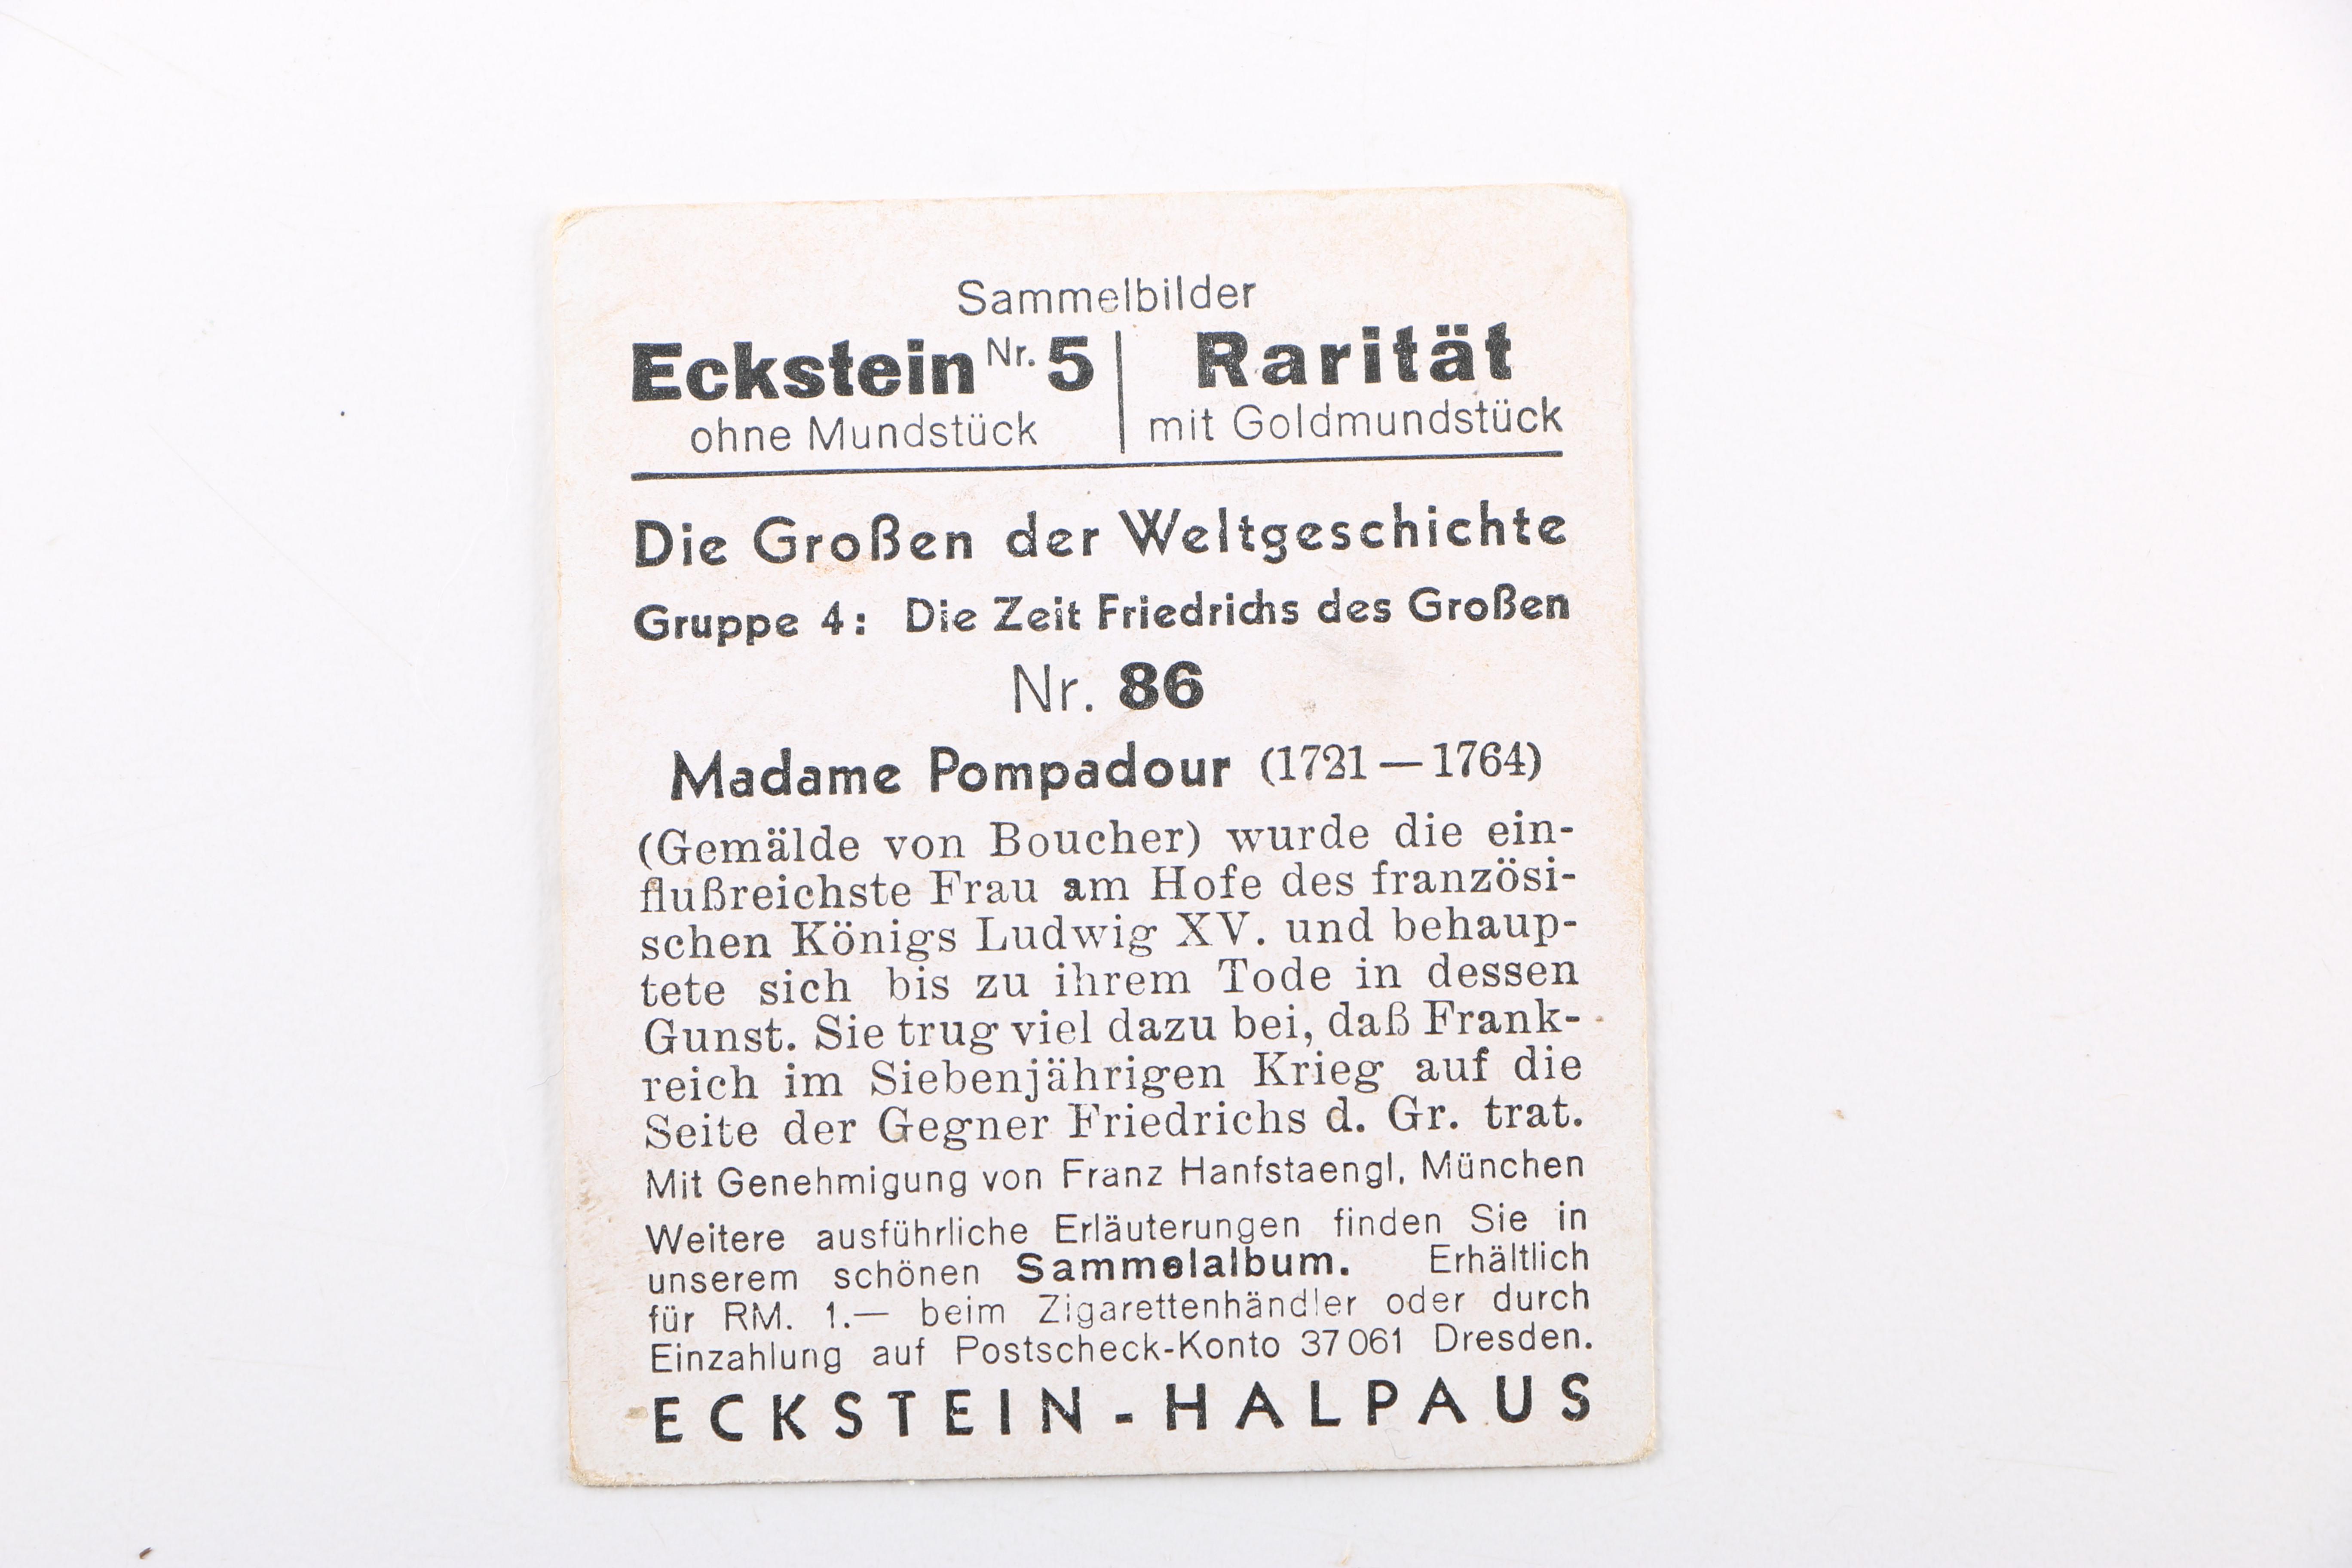 Sammelbilder
Eckstein Nr. 5 | Rarität
ohne Mundstück | mit Goldmundstück
Die Großen der Weltgeschichte
Gruppe 4: Die Zeit Friedrichs des Großen
Nr. 86
Madame Pompadour (1721 — 1764)
(Gemälde von Boucher) wurde die ein-
flußreichste Frau am Hofe des französi-
schen Königs Ludwig XV. und behaup-
tete sich bis zu ihrem Tode in dessen
Gunst. Sie trug viel dazu bei, daß Frank-
reich im Siebenjährigen Krieg auf die
Seite der Gegner Friedrichs d. Gr. trat.
Mit Genehmigung von Franz Hanfstaengl, München
Weitere ausführliche Erläuterungen finden Sie in
unserem schönen Sammelalbum. Erhältlich
für RM. 1.— beim Zigarettenhändler oder durch
Einzahlung auf Postscheck-Konto 37 061 Dresden.
ECKSTEIN-HALPAUS